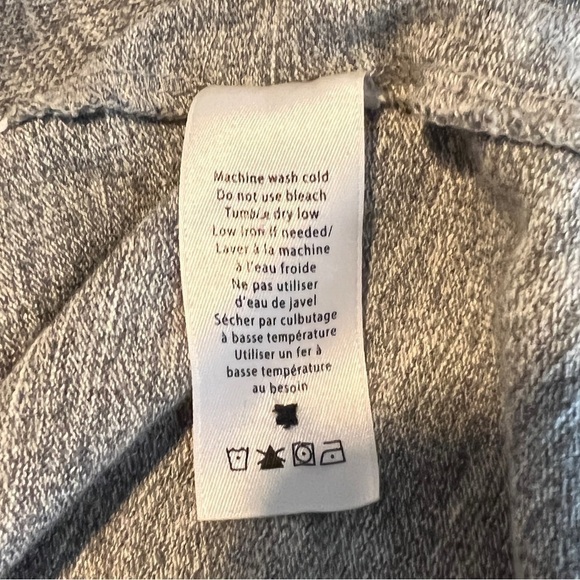 Machine wash cold
Do not use bleach
Tumble dry low
Low iron if needed/
Laver à la machine
à l'eau froide
Ne pas utiliser
d'eau de javel
Sécher par culbutage
à basse température
Utiliser un fer à
basse température
au besoin